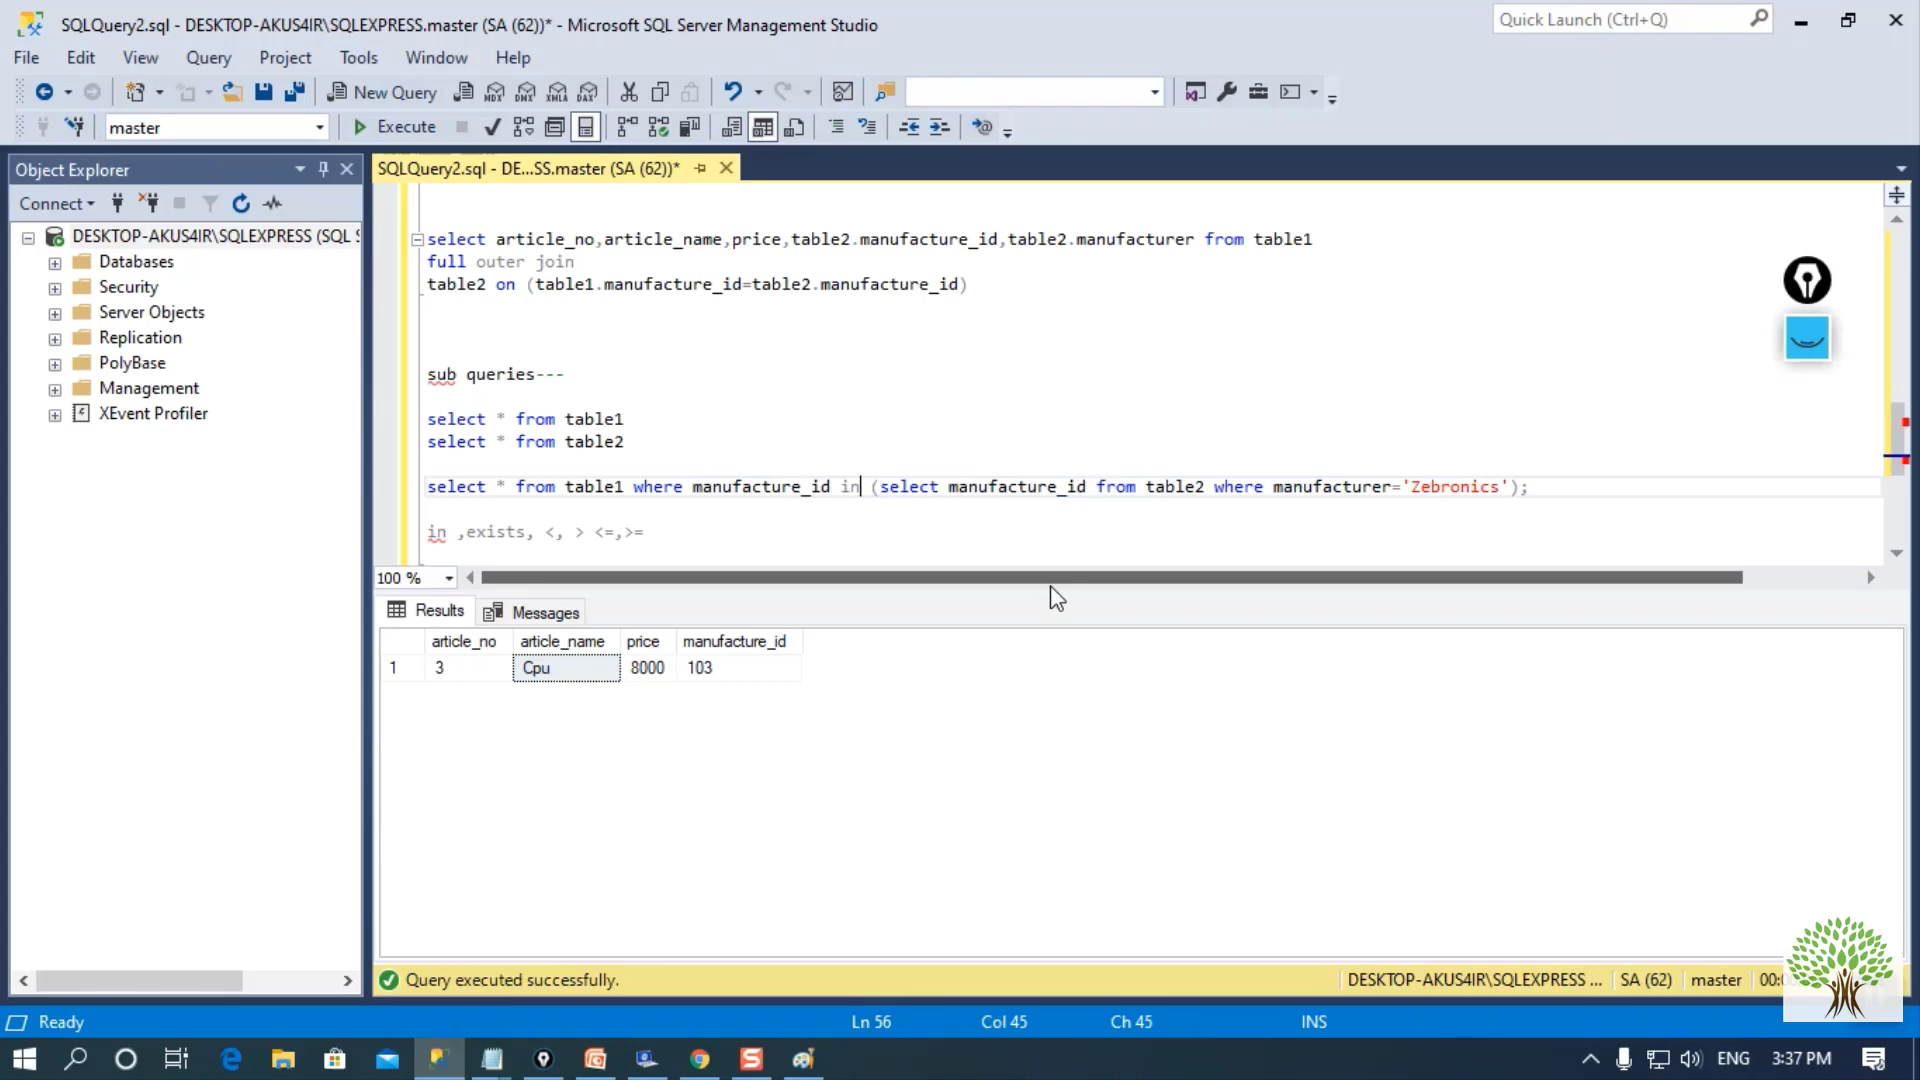 SQLQuery2.sql - DESKTOP-AKUS4IR\SQLEXPRESS.master (SA (62))* - Microsoft SQL Server Management Studio
Quick Launch (Ctrl+Q)
File Edit View Query Project Tools Window Help
New Query MDX DMX XMLA DAX
master Execute
Object Explorer
SQLQuery2.sql - DE...SS.master (SA (62))*
Connect
DESKTOP-AKUS4IR\SQLEXPRESS (SQL S
Databases
Security
Server Objects
Replication
PolyBase
Management
XEvent Profiler
select article_no,article_name,price,table2.manufacture_id,table2.manufacturer from table1
full outer join
table2 on (table1.manufacture_id=table2.manufacture_id)
sub queries---
select * from table1
select * from table2
select * from table1 where manufacture_id in (select manufacture_id from table2 where manufacturer='Zebronics');
in ,exists, <, > <=,>=
100 %
Results Messages
article_no article_name price manufacture_id
1 3 Cpu 8000 103
Query executed successfully.
DESKTOP-AKUS4IR\SQLEXPRESS ... SA (62) master 00:
Ready Ln 56 Col 45 Ch 45 INS
ENG 3:37 PM